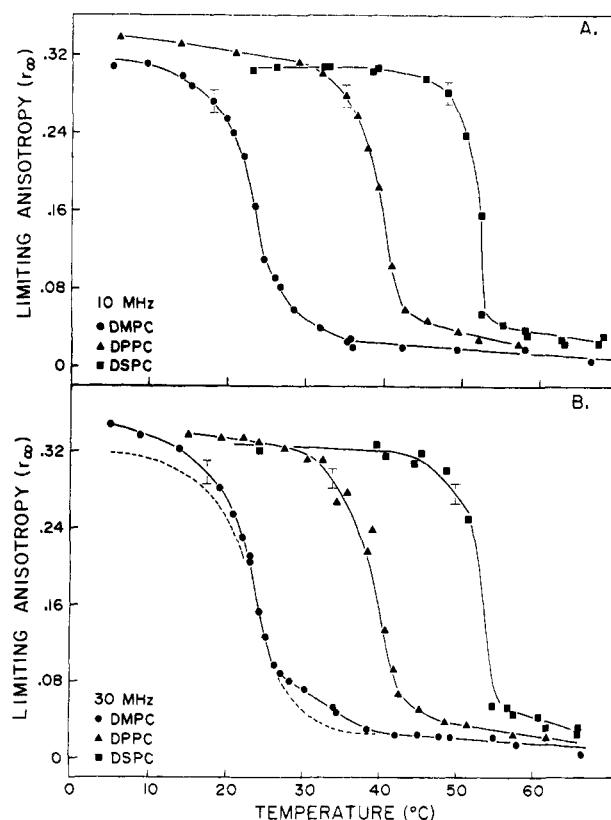 A.
LIMITING ANISOTROPY (r∞)
.32
.24
.16
.08
0
10 MHz
● DMPC
▲ DPPC
■ DSPC
B.
LIMITING ANISOTROPY (r∞)
.32
.24
.16
.08
0
30 MHz
● DMPC
▲ DPPC
■ DSPC
0 10 20 30 40 50 60
TEMPERATURE (°C)